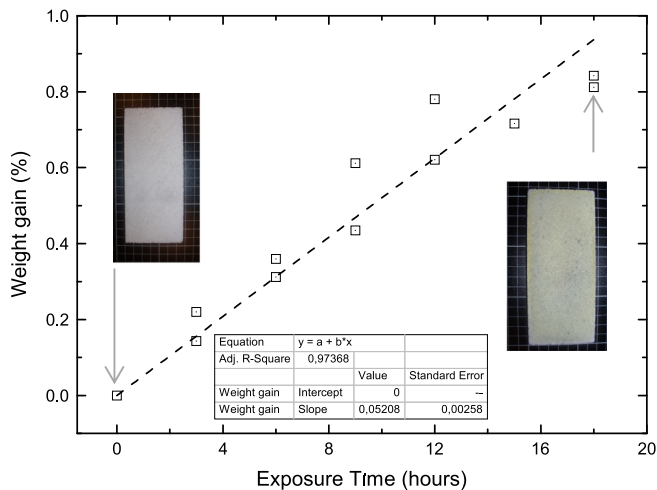 1.0
0.8
0.6
0.4
0.2
0.0
Weight gain (%)
Equation y = a + b*x
Adj. R-Square 0,97368
Value Standard Error
Weight gain Intercept 0 --
Weight gain Slope 0,05208 0,00258
0 4 8 12 16 20
Exposure Time (hours)